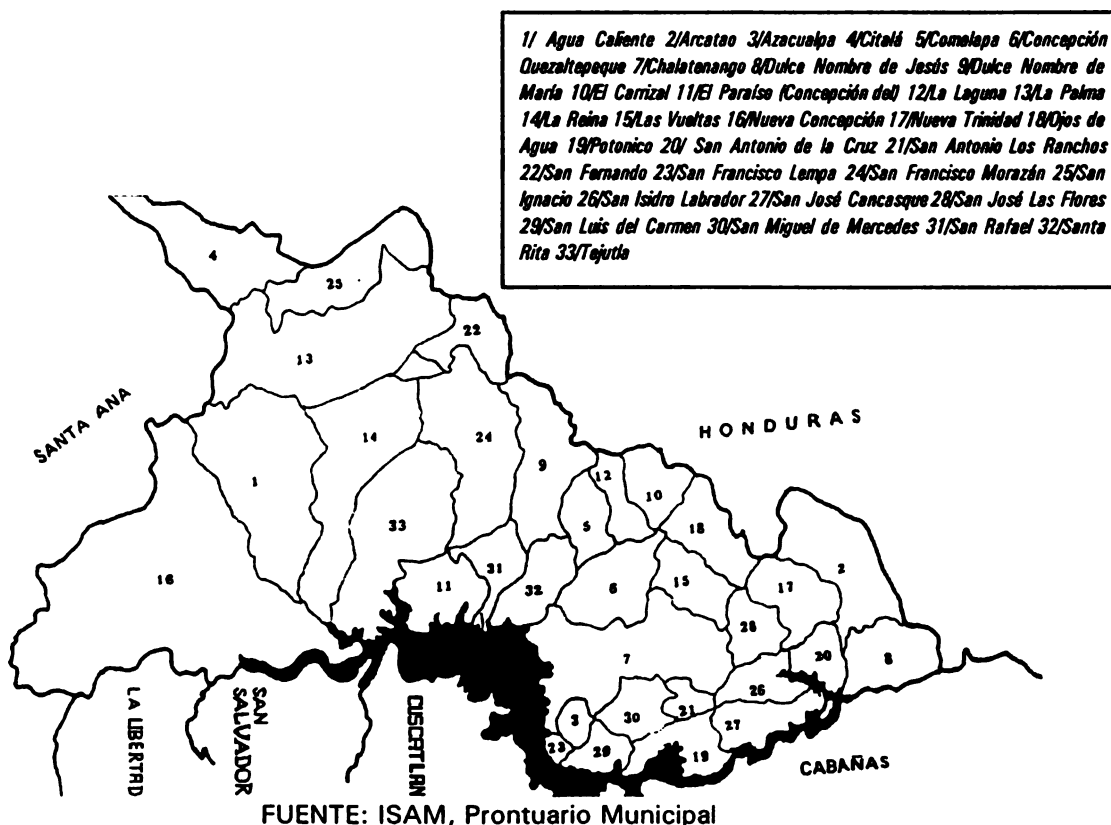 1/ Agua Caliente 2/Arcatao 3/Azacualpa 4/Citalá 5/Comalapa 6/Concepción
Quezaltepeque 7/Chalatenango 8/Dulce Nombre de Jesús 9/Dulce Nombre de
María 10/El Carrizal 11/El Paraíso (Concepción del) 12/La Laguna 13/La Palma
14/La Reina 15/Las Vueltas 16/Nueva Concepción 17/Nueva Trinidad 18/Ojos de
Agua 19/Potonico 20/ San Antonio de la Cruz 21/San Antonio Los Ranchos
22/San Fernando 23/San Francisco Lempa 24/San Francisco Morazán 25/San
Ignacio 26/San Isidro Labrador 27/San José Cancasque 28/San José Las Flores
29/San Luis del Carmen 30/San Miguel de Mercedes 31/San Rafael 32/Santa
Rita 33/Tejutla
4
25
22
13
SANTA ANA
HONDURAS
14
24
9
12
10
1
5
18
33
16
31
11
32
6
15
17
2
28
7
20
8
26
21
30
3
27
23
29
19
LA LIBERTAD
SAN
SALVADOR
CUSCATLAN
CABAÑAS
FUENTE: ISAM, Prontuario Municipal